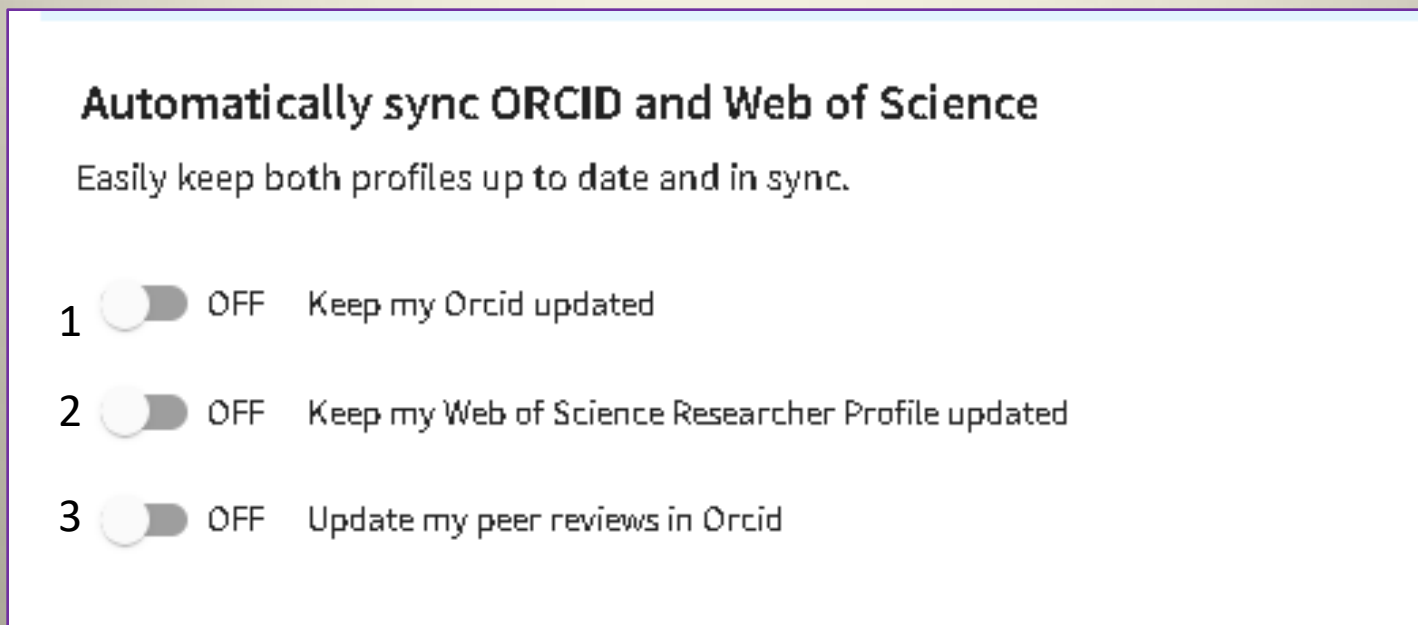 Automatically sync ORCID and Web of Science
Easily keep both profiles up to date and in sync.
1 OFF Keep my Orcid updated
2 OFF Keep my Web of Science Researcher Profile updated
3 OFF Update my peer reviews in Orcid